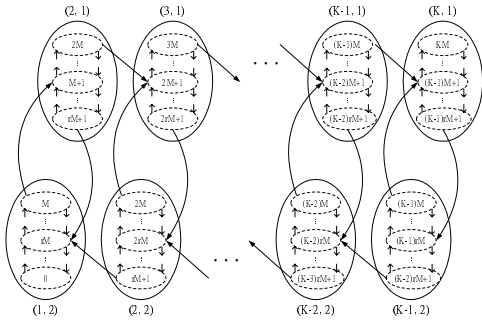 (2, 1) (3, 1) (K-1, 1) (K, 1)
2M 3M (K-1)M KM
M+1 2M+1 (K-2)M+1 (K-1)M+1
rM+1 2rM+1 (K-2)rM+1 (K-1)rM+1
M 2M (K-2)M (K-1)M
rM 2rM (K-2)rM (K-1)rM
0 rM+1 (K-3)rM+1 (K-2)rM+1
(1, 2) (2, 2) (K-2, 2) (K-1, 2)